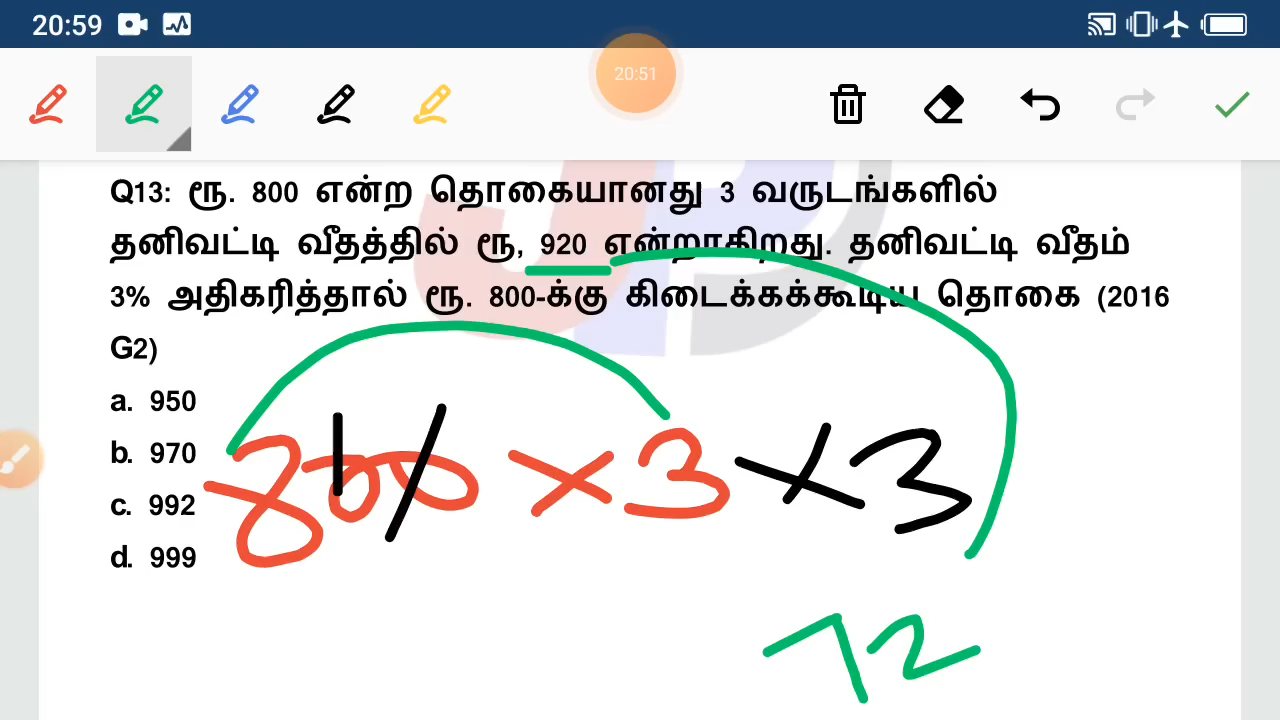 20:59
20:51
Q13: ரூ. 800 என்ற தொகையானது 3 வருடங்களில்
தனிவட்டி வீதத்தில் ரூ, 920 என்றாகிறது. தனிவட்டி வீதம்
3% அதிகரித்தால் ரூ. 800-க்கு கிடைக்கக்கூடிய தொகை (2016
G2)
a. 950
b. 970
c. 992
d. 999
800 × 3 × 3
72